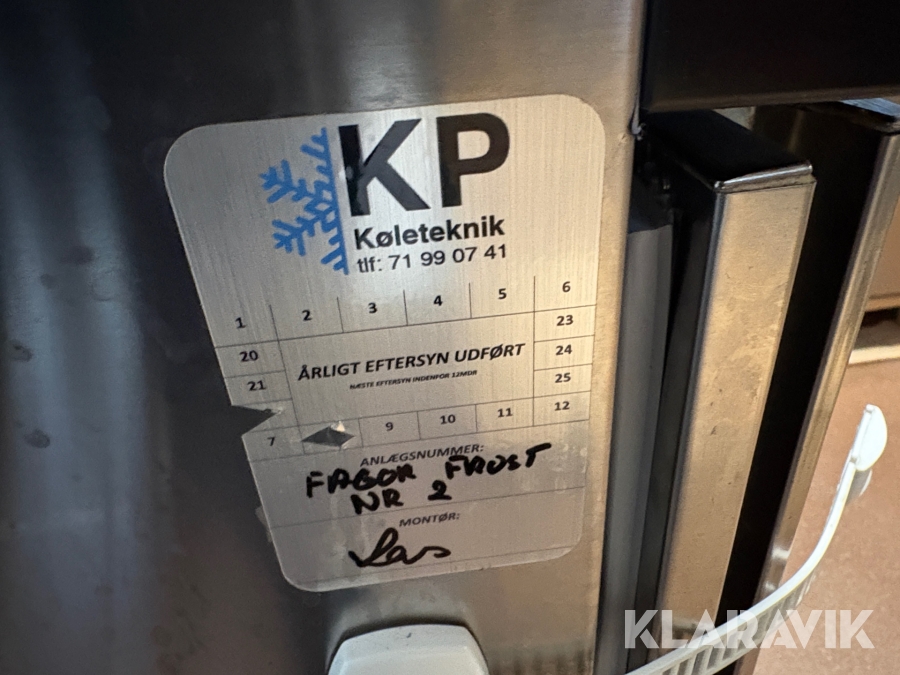 KP
Køleteknik
tlf: 71 99 07 41
1 2 3 4 5 6
20 23
21 ÅRLIGT EFTERSYN UDFØRT 24
NÆSTE EFTERSYN INDENFOR 12MDR 25
7 9 10 11 12
ANLÆGSNUMMER:
FAGOR FROST
NR 2
MONTØR:
KLARAVIK